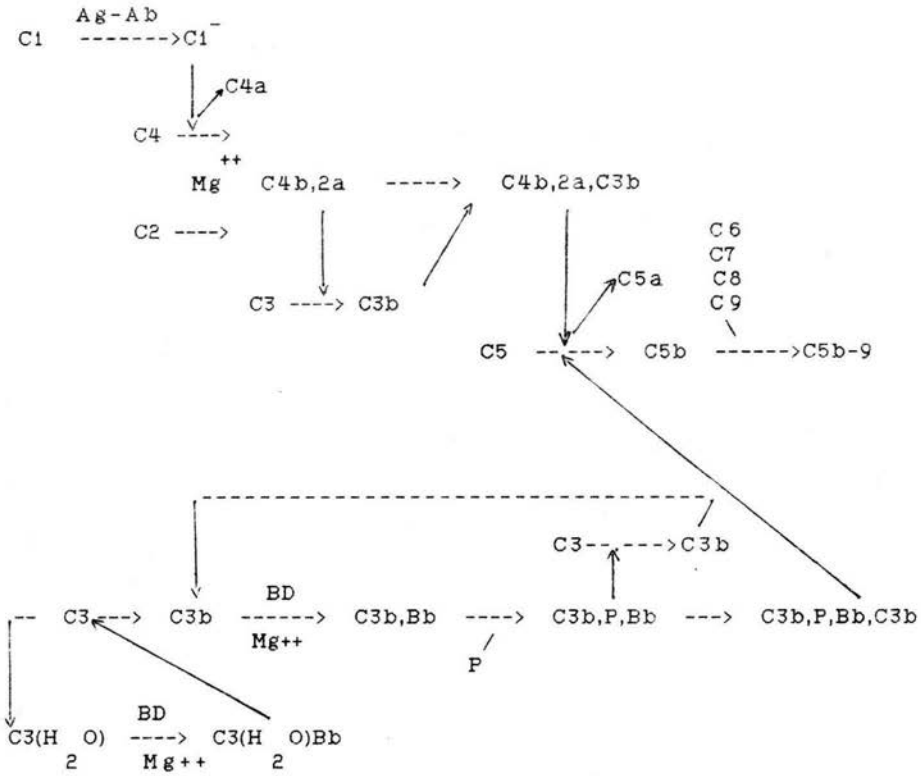 Ag-Ab
C1 ------->C1‾
C4a
C4 ---->
++
Mg C4b,2a -----> C4b,2a,C3b
C2 ---->
C6
C7
C5a C8
C3 ----> C3b C9
C5 -----> C5b ------->C5b-9
C3----->C3b
BD
C3---> C3b ------> C3b,Bb ----> C3b,P,Bb ---> C3b,P,Bb,C3b
Mg++
P
BD
C3(H O) ----> C3(H O)Bb
2 Mg++ 2